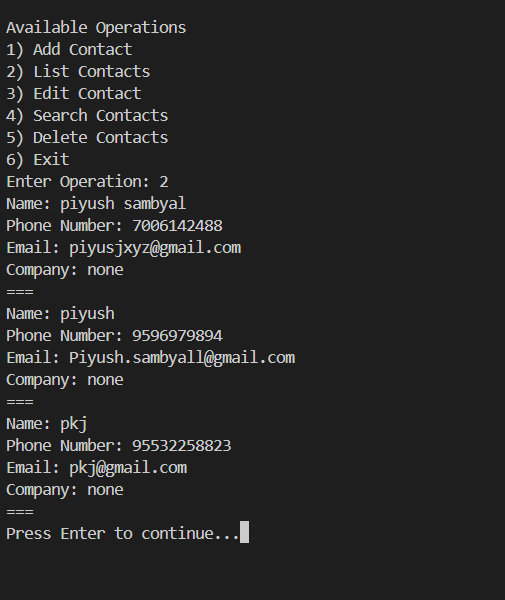 Available Operations
1) Add Contact
2) List Contacts
3) Edit Contact
4) Search Contacts
5) Delete Contacts
6) Exit
Enter Operation: 2
Name: piyush sambyal
Phone Number: 7006142488
Email: piyusjxyz@gmail.com
Company: none
===
Name: piyush
Phone Number: 9596979894
Email: Piyush.sambyall@gmail.com
Company: none
===
Name: pkj
Phone Number: 95532258823
Email: pkj@gmail.com
Company: none
===
Press Enter to continue...